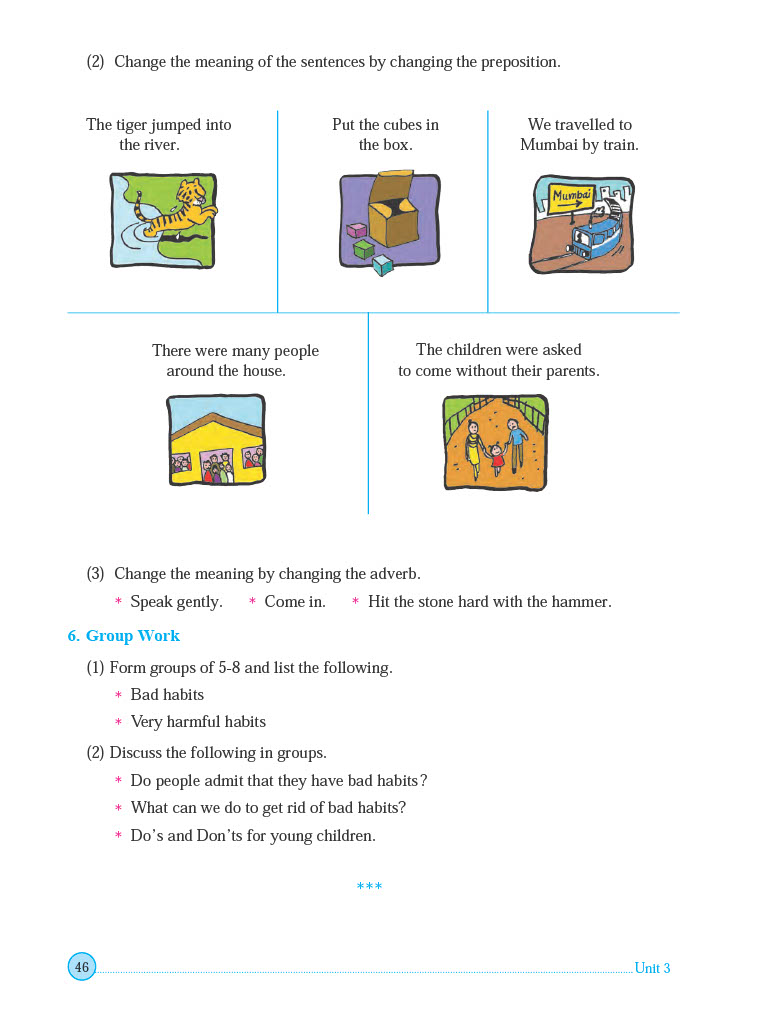 (2) Change the meaning of the sentences by changing the preposition.
The tiger jumped into
the river.
Put the cubes in
the box.
We travelled to
Mumbai by train.
Mumbai
There were many people
around the house.
The children were asked
to come without their parents.
(3) Change the meaning by changing the adverb.
* Speak gently. * Come in. * Hit the stone hard with the hammer.
6. Group Work
(1) Form groups of 5-8 and list the following.
* Bad habits
* Very harmful habits
(2) Discuss the following in groups.
* Do people admit that they have bad habits?
* What can we do to get rid of bad habits?
* Do's and Don'ts for young children.
***
46 Unit 3